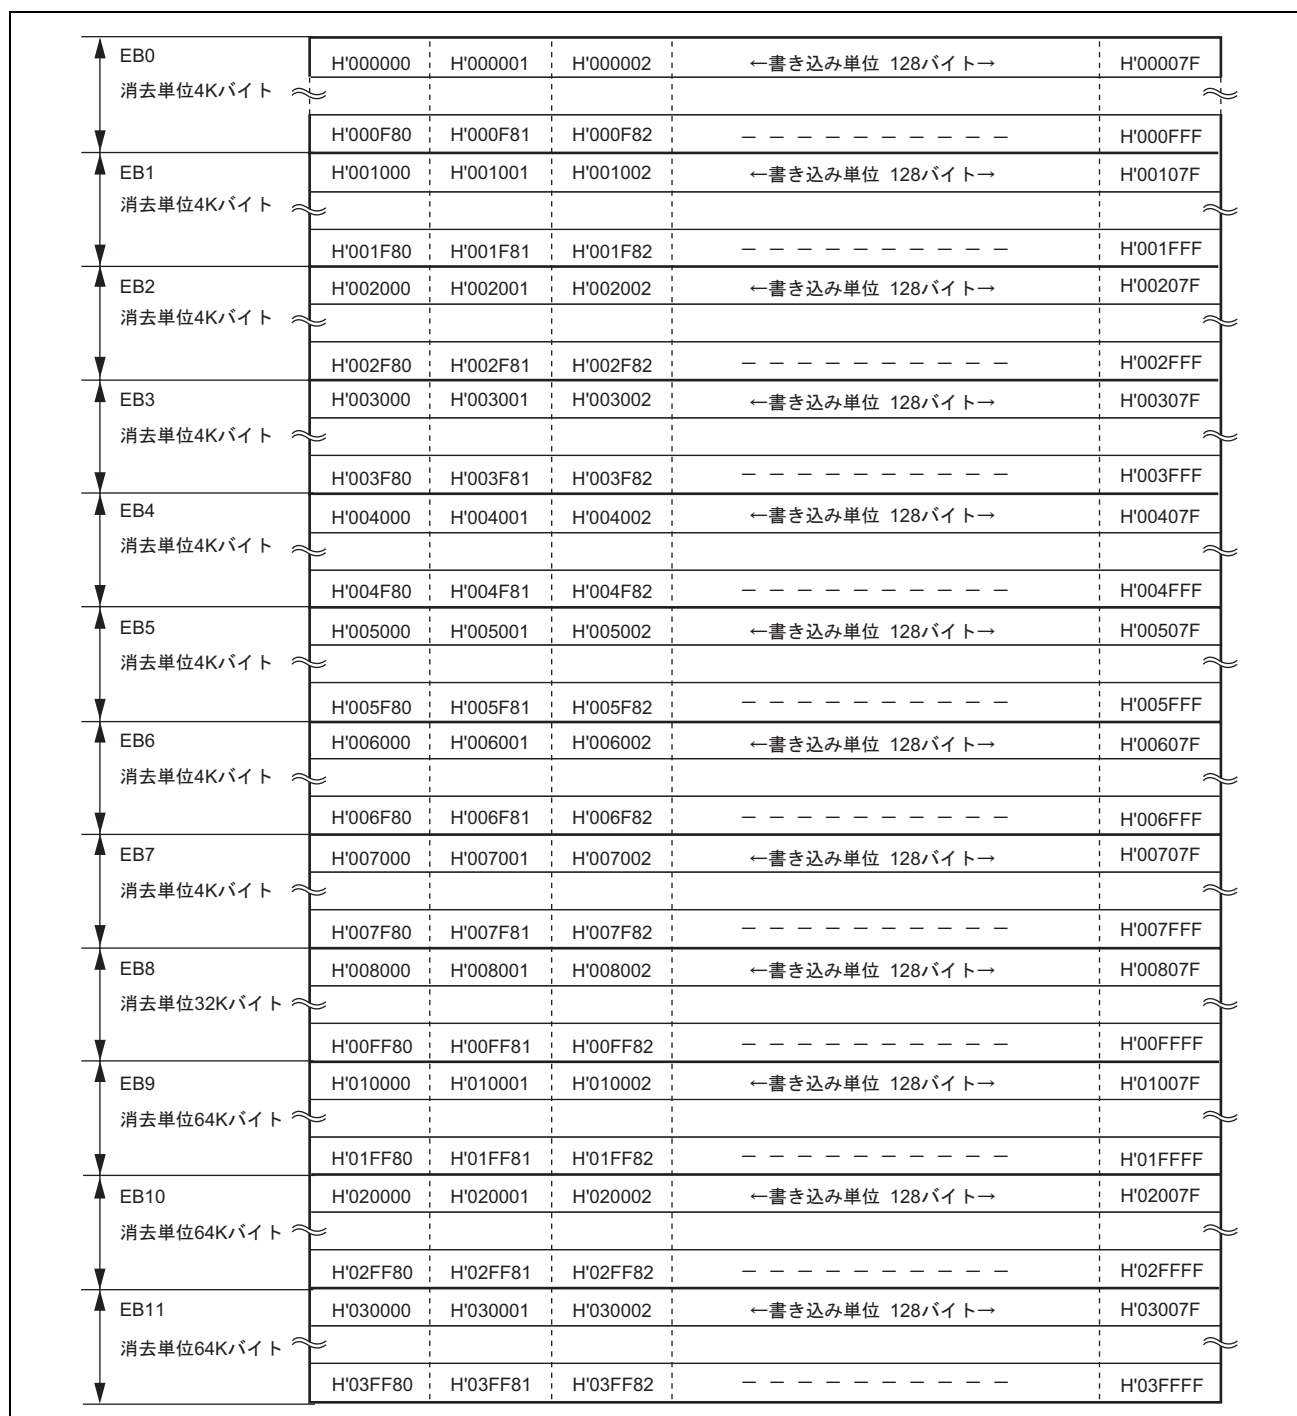 EB0
H'000000 H'000001 H'000002 ←書き込み単位 128バイト→ H'00007F
消去単位4Kバイト
H'000F80 H'000F81 H'000F82 － － － － － － － － － － H'000FFF
EB1
H'001000 H'001001 H'001002 ←書き込み単位 128バイト→ H'00107F
消去単位4Kバイト
H'001F80 H'001F81 H'001F82 － － － － － － － － － － H'001FFF
EB2
H'002000 H'002001 H'002002 ←書き込み単位 128バイト→ H'00207F
消去単位4Kバイト
H'002F80 H'002F81 H'002F82 － － － － － － － － － － H'002FFF
EB3
H'003000 H'003001 H'003002 ←書き込み単位 128バイト→ H'00307F
消去単位4Kバイト
H'003F80 H'003F81 H'003F82 － － － － － － － － － － H'003FFF
EB4
H'004000 H'004001 H'004002 ←書き込み単位 128バイト→ H'00407F
消去単位4Kバイト
H'004F80 H'004F81 H'004F82 － － － － － － － － － － H'004FFF
EB5
H'005000 H'005001 H'005002 ←書き込み単位 128バイト→ H'00507F
消去単位4Kバイト
H'005F80 H'005F81 H'005F82 － － － － － － － － － － H'005FFF
EB6
H'006000 H'006001 H'006002 ←書き込み単位 128バイト→ H'00607F
消去単位4Kバイト
H'006F80 H'006F81 H'006F82 － － － － － － － － － － H'006FFF
EB7
H'007000 H'007001 H'007002 ←書き込み単位 128バイト→ H'00707F
消去単位4Kバイト
H'007F80 H'007F81 H'007F82 － － － － － － － － － － H'007FFF
EB8
H'008000 H'008001 H'008002 ←書き込み単位 128バイト→ H'00807F
消去単位32Kバイト
H'00FF80 H'00FF81 H'00FF82 － － － － － － － － － － H'00FFFF
EB9
H'010000 H'010001 H'010002 ←書き込み単位 128バイト→ H'01007F
消去単位64Kバイト
H'01FF80 H'01FF81 H'01FF82 － － － － － － － － － － H'01FFFF
EB10
H'020000 H'020001 H'020002 ←書き込み単位 128バイト→ H'02007F
消去単位64Kバイト
H'02FF80 H'02FF81 H'02FF82 － － － － － － － － － － H'02FFFF
EB11
H'030000 H'030001 H'030002 ←書き込み単位 128バイト→ H'03007F
消去単位64Kバイト
H'03FF80 H'03FF81 H'03FF82 － － － － － － － － － － H'03FFFF